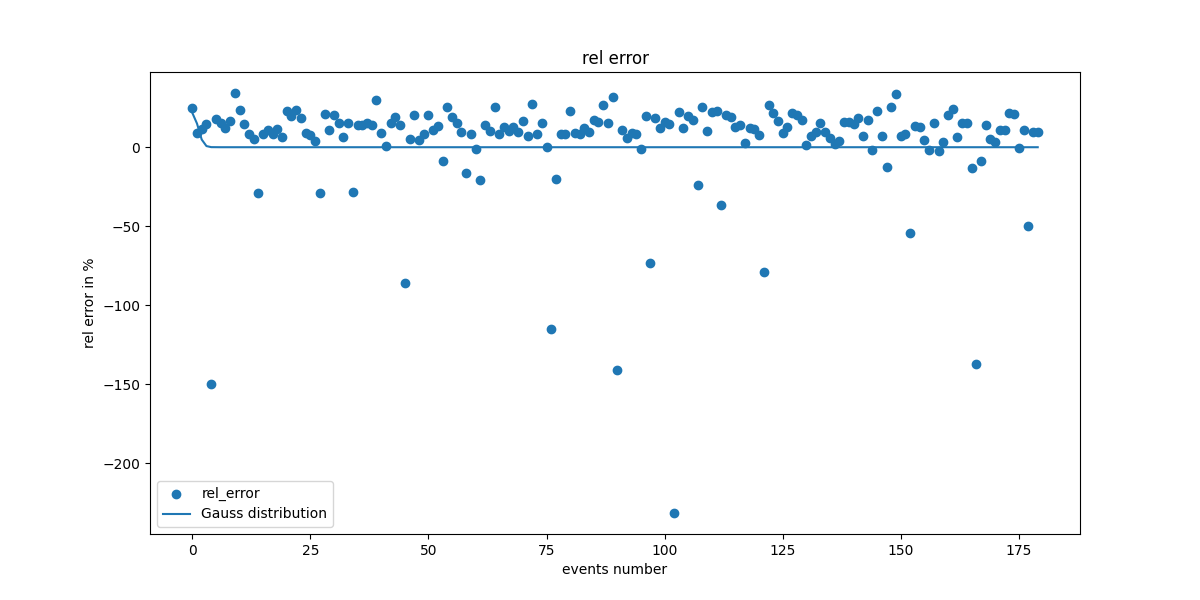 rel error
rel error in %
0
−50
−100
−150
−200
rel_error
Gauss distribution
0
25
50
75
100
125
150
175
events number